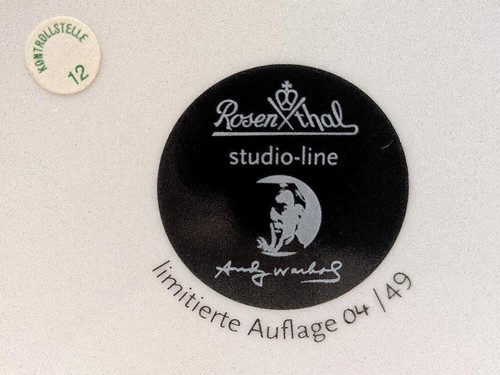 KONTROLLSTELLE
12
Rosenthal
studio-line
Andy Warhol
limitierte Auflage 04/49